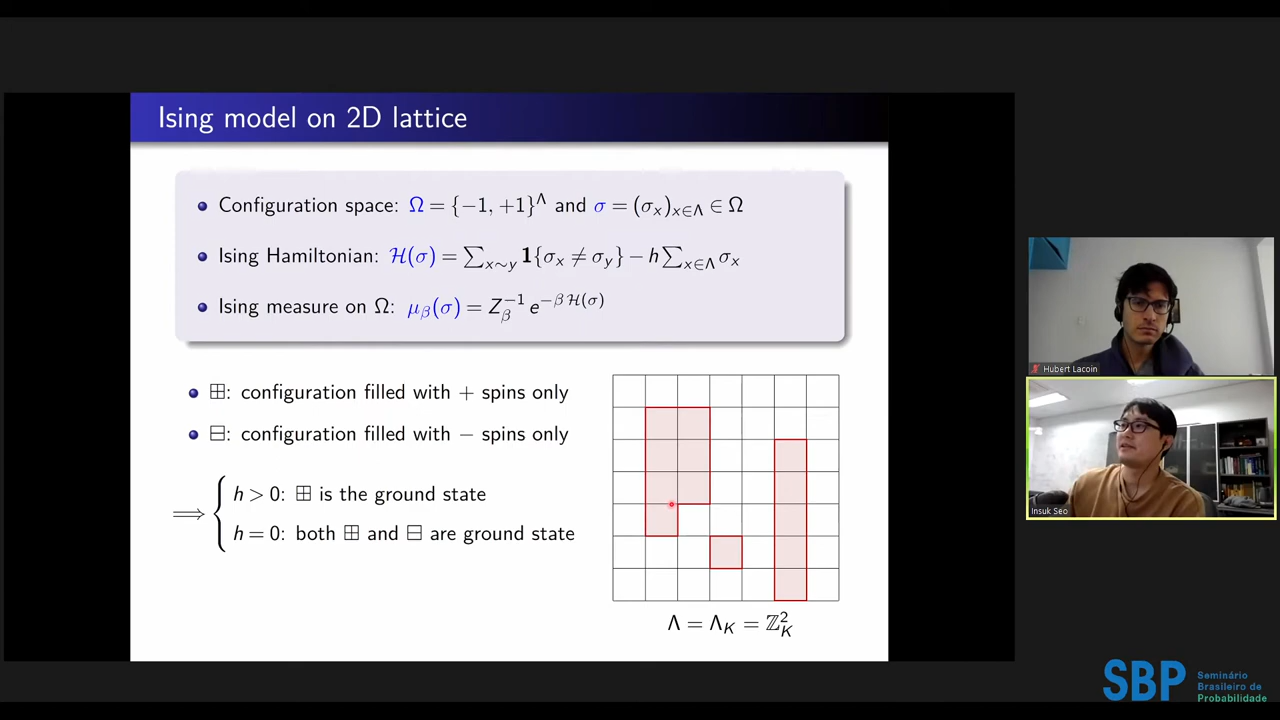 Ising model on 2D lattice
Configuration space: Ω = {−1, +1}^Λ and σ = (σ_x)_{x∈Λ} ∈ Ω
Ising Hamiltonian: ℋ(σ) = ∑_{x∼y} 𝟏{σ_x ≠ σ_y} − h∑_{x∈Λ} σ_x
Ising measure on Ω: μ_β(σ) = Z_β^{−1} e^{−β ℋ(σ)}
⊞: configuration filled with + spins only
⊟: configuration filled with − spins only
⟹ { h > 0: ⊞ is the ground state
h = 0: both ⊞ and ⊟ are ground state
Λ = Λ_K = ℤ_K^2
Hubert Lacoin
Insuk Seo
SBP
Seminário
Brasileiro de
Probabilidade